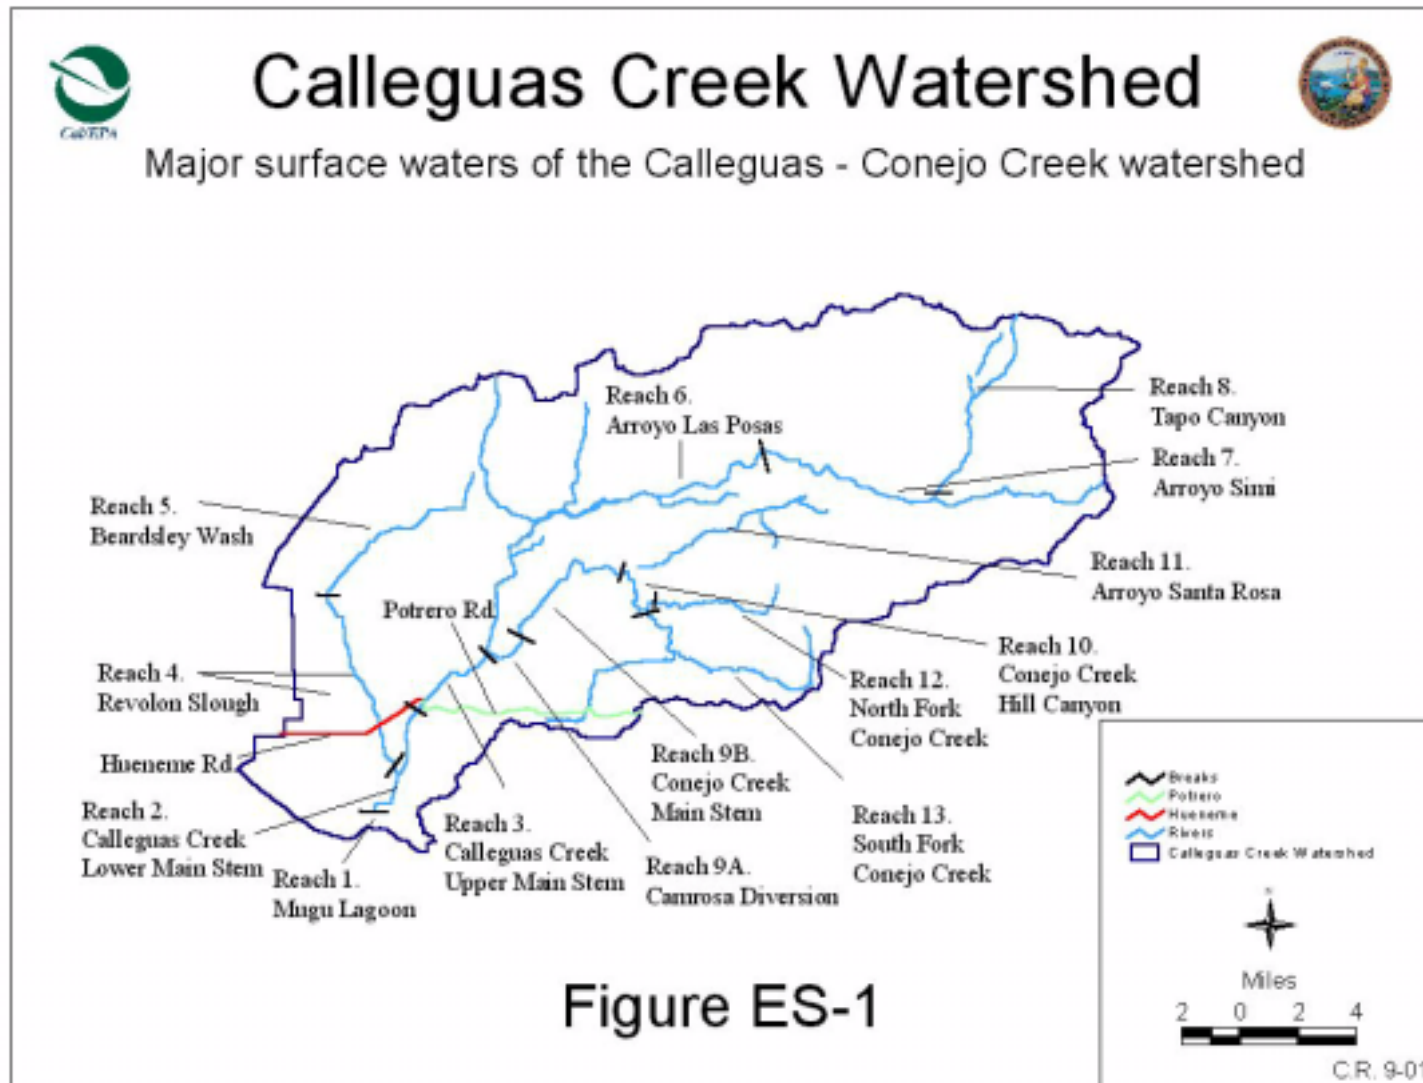 Calleguas Creek Watershed
Cal/EPA
Major surface waters of the Calleguas - Conejo Creek watershed
Reach 6.
Arroyo Las Posas
Reach 8.
Tapo Canyon
Reach 7.
Arroyo Simi
Reach 5.
Beardsley Wash
Reach 11.
Arroyo Santa Rosa
Potrero Rd.
Reach 10.
Conejo Creek
Hill Canyon
Reach 4.
Revolon Slough
Reach 12.
North Fork
Conejo Creek
Hueneme Rd.
Reach 9B.
Conejo Creek
Main Stem
Reach 2.
Calleguas Creek
Lower Main Stem
Reach 3.
Calleguas Creek
Upper Main Stem
Reach 13.
South Fork
Conejo Creek
Reach 1.
Mugu Lagoon
Reach 9A.
Camrosa Diversion
Breaks
Potrero
Hueneme
Rivers
Calleguas Creek Watershed
Miles
2 0 2 4
C.R. 9-01
Figure ES-1